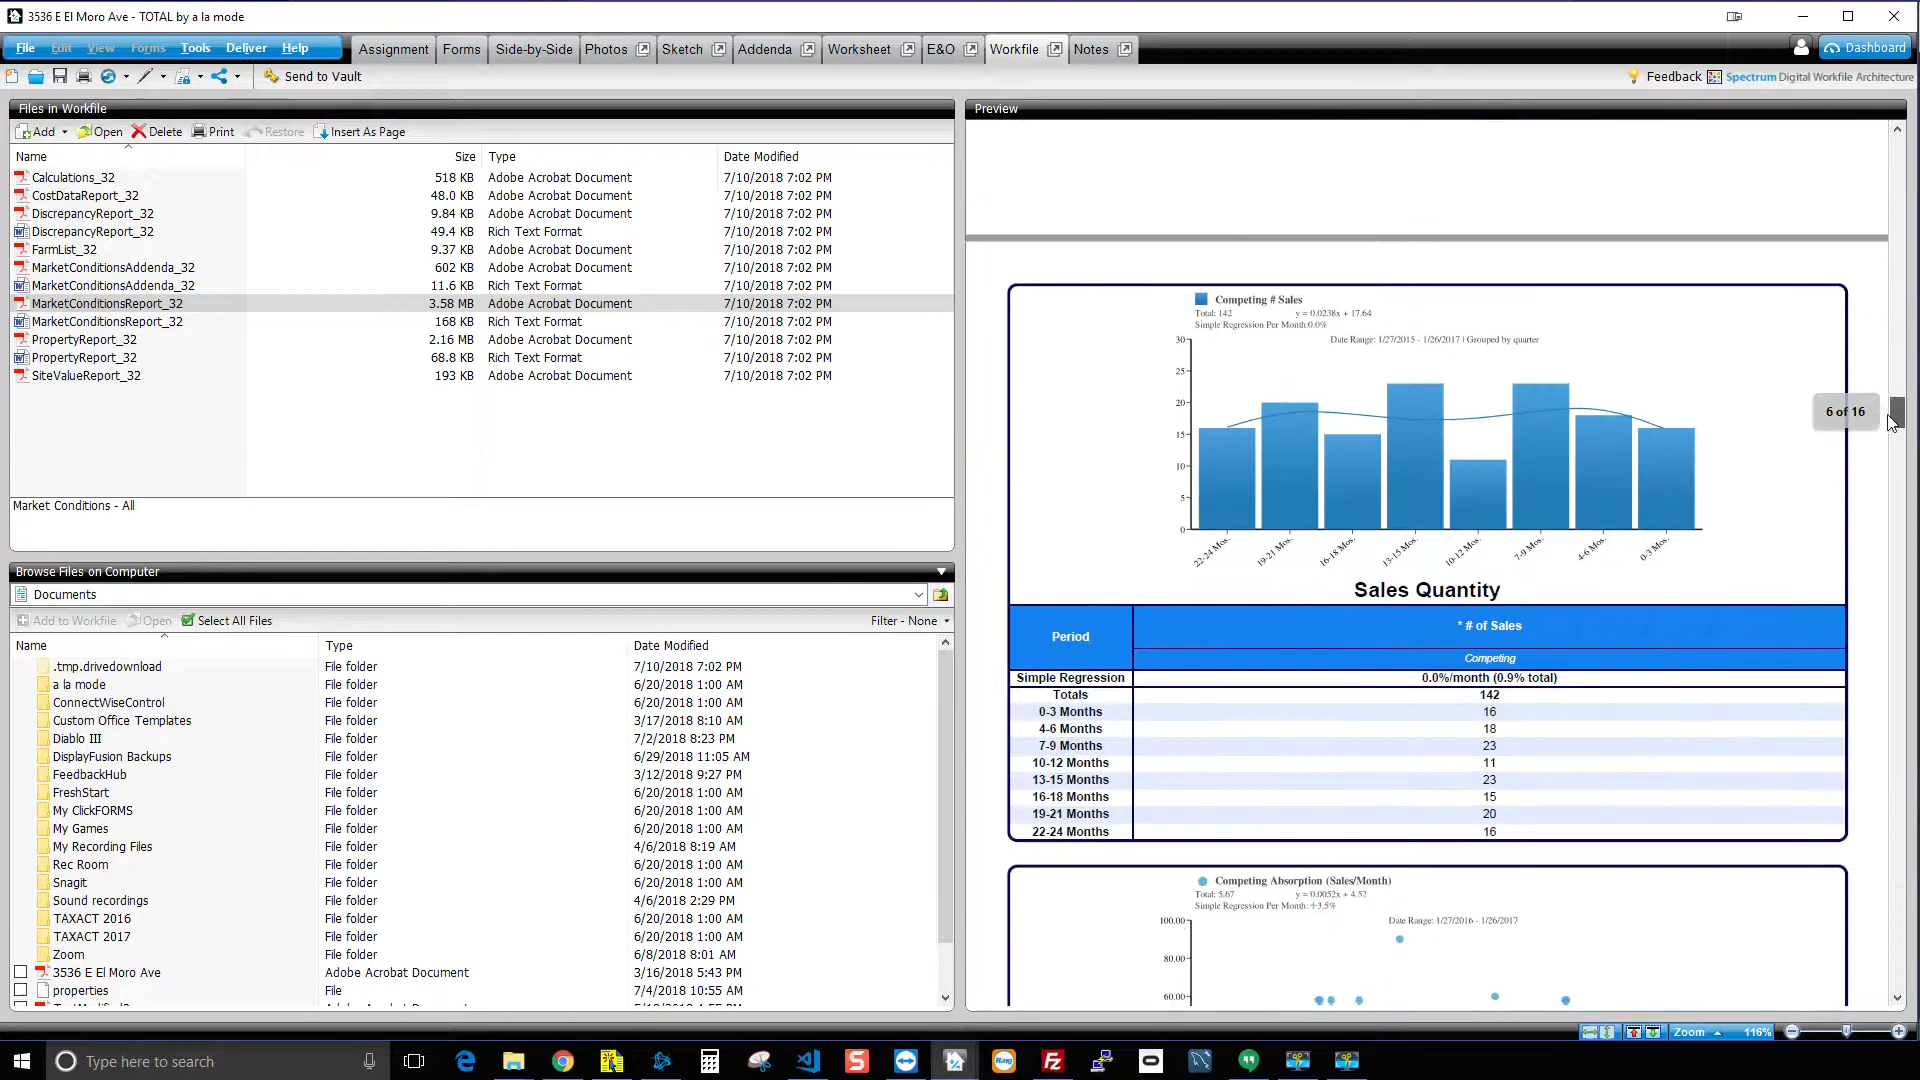 3536 E El Moro Ave - TOTAL by a la mode
File Edit View Forms Tools Deliver Help
Assignment Forms Side-by-Side Photos Sketch Addenda Worksheet E&O Workfile Notes
Dashboard
Send to Vault
Feedback Spectrum Digital Workfile Architecture
Files in Workfile
Add Open Delete Print Restore Insert As Page
Name Size Type Date Modified
Calculations_32 518 KB Adobe Acrobat Document 7/10/2018 7:02 PM
CostDataReport_32 48.0 KB Adobe Acrobat Document 7/10/2018 7:02 PM
DiscrepancyReport_32 9.84 KB Adobe Acrobat Document 7/10/2018 7:02 PM
DiscrepancyReport_32 49.4 KB Rich Text Format 7/10/2018 7:02 PM
FarmList_32 9.37 KB Adobe Acrobat Document 7/10/2018 7:02 PM
MarketConditionsAddenda_32 602 KB Adobe Acrobat Document 7/10/2018 7:02 PM
MarketConditionsAddenda_32 11.6 KB Rich Text Format 7/10/2018 7:02 PM
MarketConditionsReport_32 3.58 MB Adobe Acrobat Document 7/10/2018 7:02 PM
MarketConditionsReport_32 168 KB Rich Text Format 7/10/2018 7:02 PM
PropertyReport_32 2.16 MB Adobe Acrobat Document 7/10/2018 7:02 PM
PropertyReport_32 68.8 KB Rich Text Format 7/10/2018 7:02 PM
SiteValueReport_32 193 KB Adobe Acrobat Document 7/10/2018 7:02 PM
Market Conditions - All
Browse Files on Computer
Documents
Add to Workfile Open Select All Files Filter - None
Name Type Date Modified
.tmp.drivedownload File folder 7/10/2018 7:02 PM
a la mode File folder 6/20/2018 1:00 AM
ConnectWiseControl File folder 6/20/2018 1:00 AM
Custom Office Templates File folder 3/17/2018 8:10 AM
Diablo III File folder 7/2/2018 8:23 PM
DisplayFusion Backups File folder 6/29/2018 11:05 AM
FeedbackHub File folder 3/12/2018 9:27 PM
FreshStart File folder 6/20/2018 1:00 AM
My ClickFORMS File folder 6/20/2018 1:00 AM
My Games File folder 6/20/2018 1:00 AM
My Recording Files File folder 4/6/2018 8:19 AM
Rec Room File folder 6/20/2018 1:00 AM
Snagit File folder 6/20/2018 1:00 AM
Sound recordings File folder 4/6/2018 2:29 PM
TAXACT 2016 File folder 6/20/2018 1:00 AM
TAXACT 2017 File folder 6/20/2018 1:00 AM
Zoom File folder 6/8/2018 8:01 AM
3536 E El Moro Ave Adobe Acrobat Document 3/16/2018 5:43 PM
properties File 7/4/2018 10:55 AM
Preview
Competing # Sales
Total: 142 y = 0.0238x + 17.64
Simple Regression Per Month:0.0%
Date Range: 1/27/2015 - 1/26/2017 | Grouped by quarter
30
25
20
15
10
5
0
22-24 Mos. 19-21 Mos. 16-18 Mos. 13-15 Mos. 10-12 Mos. 7-9 Mos. 4-6 Mos. 0-3 Mos.
6 of 16
Sales Quantity
Period * # of Sales
Competing
Simple Regression 0.0%/month (0.9% total)
Totals 142
0-3 Months 16
4-6 Months 18
7-9 Months 23
10-12 Months 11
13-15 Months 23
16-18 Months 15
19-21 Months 20
22-24 Months 16
Competing Absorption (Sales/Month)
Total: 5.67 y = 0.0052x + 4.52
Simple Regression Per Month: +3.5%
Date Range: 1/27/2016 - 1/26/2017
100.00
80.00
60.00
Zoom 116%
Type here to search
Ring